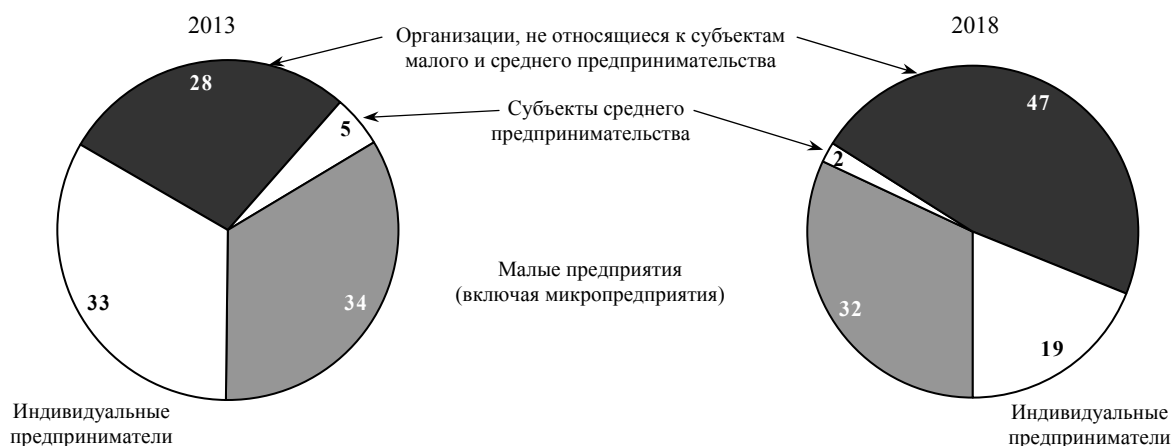 2013
2018
Организации, не относящиеся к субъектам
малого и среднего предпринимательства
28
47
Субъекты среднего
предпринимательства
5
2
Малые предприятия
(включая микропредприятия)
33
34
32
19
Индивидуальные
предприниматели
Индивидуальные
предприниматели